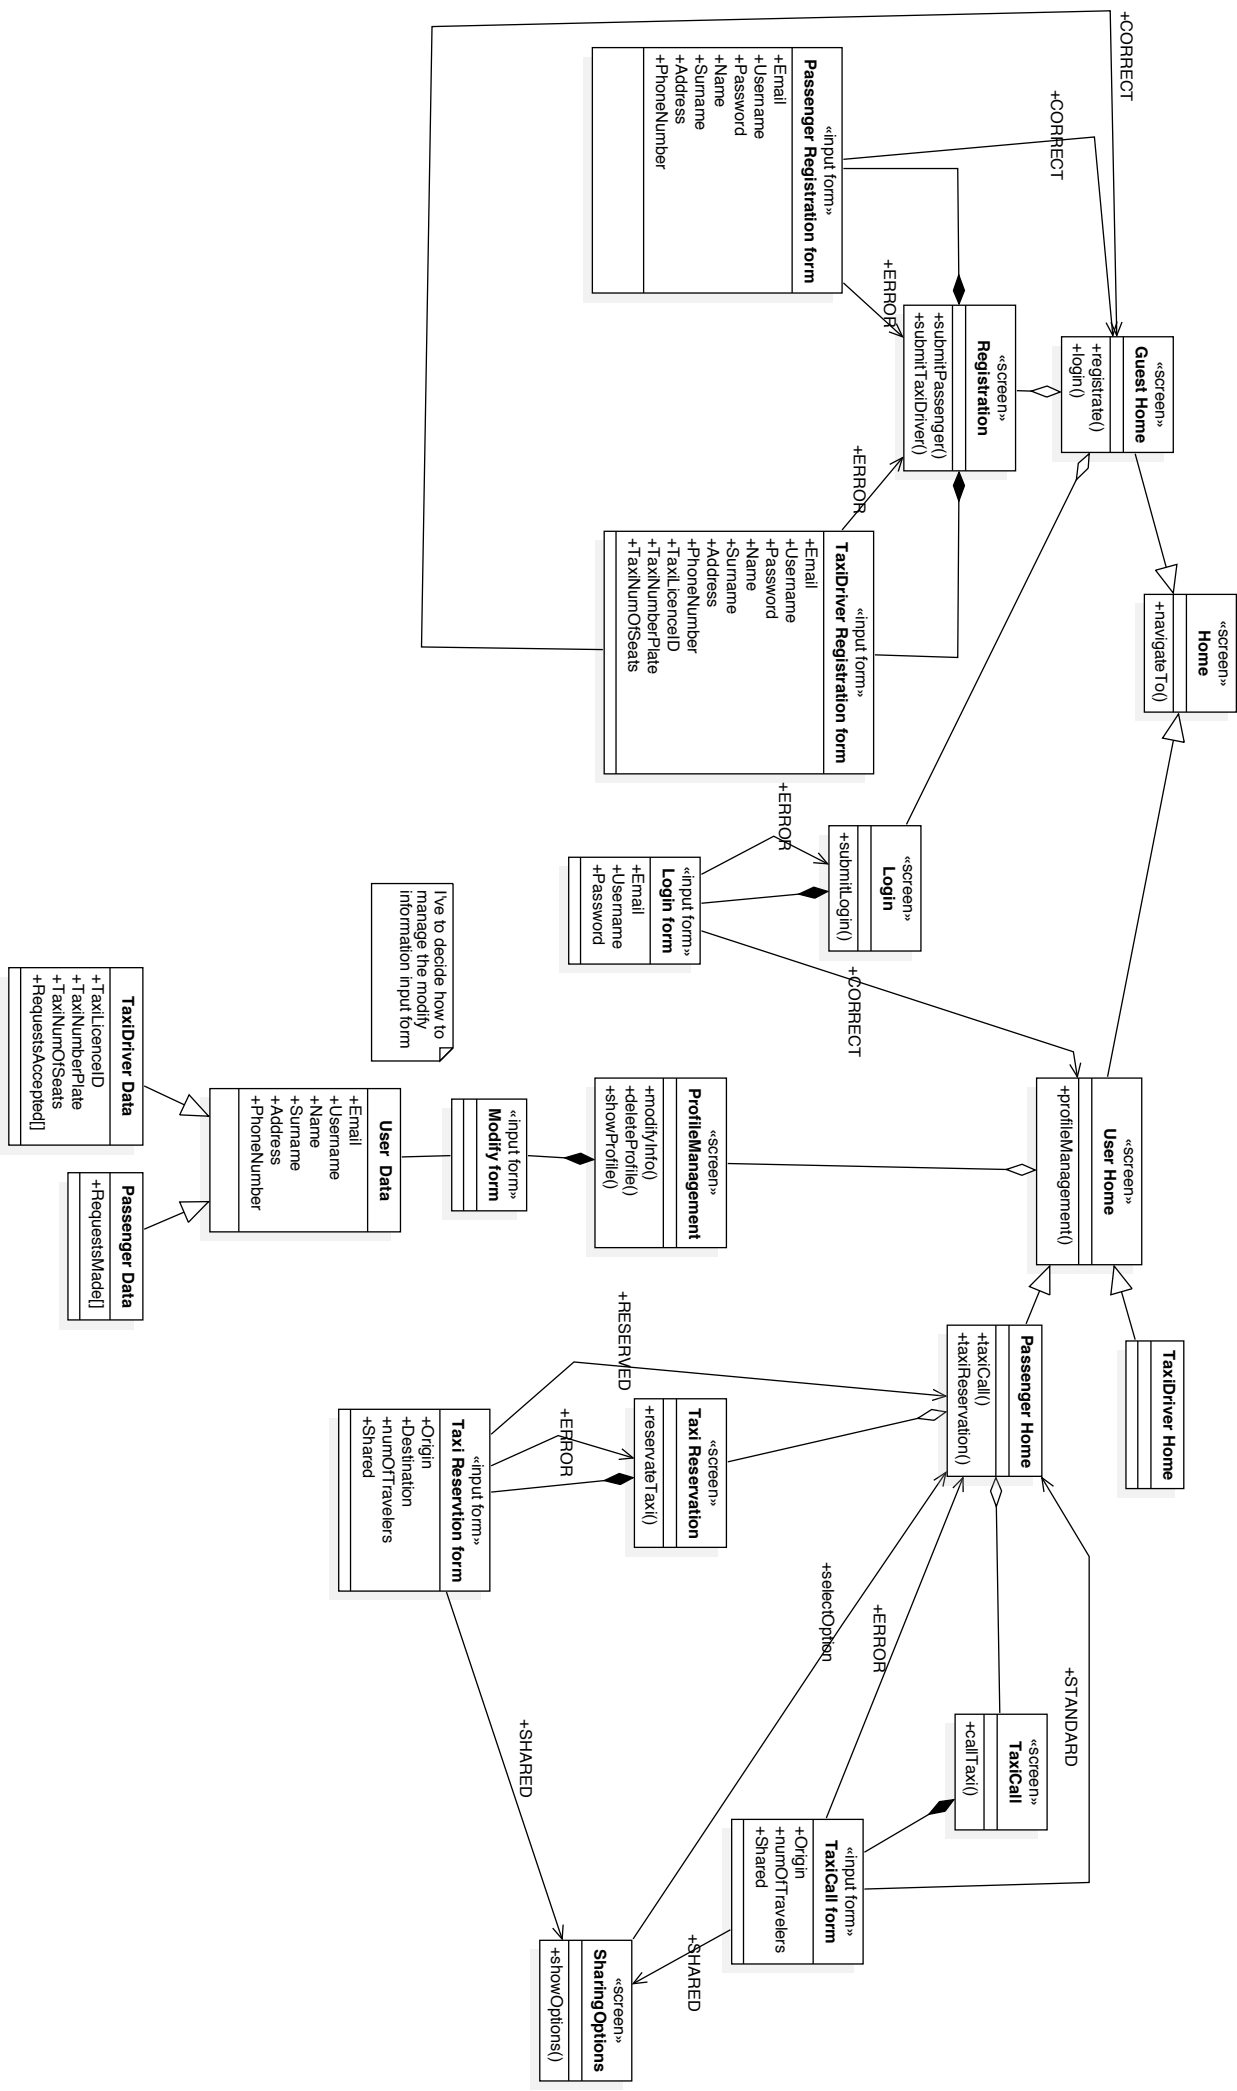 «screen»
Home
+navigateTo()
«screen»
Guest Home
+registrate()
+login()
+CORRECT
+CORRECT
«screen»
Registration
+submitPassenger()
+submitTaxiDriver()
+ERROR
+ERROR
«input form»
Passenger Registration form
+Email
+Username
+Password
+Name
+Surname
+Address
+PhoneNumber
«input form»
TaxiDriver Registration form
+Email
+Username
+Password
+Name
+Surname
+Address
+PhoneNumber
+TaxiLicenceID
+TaxiNumberPlate
+TaxiNumOfSeats
«screen»
Login
+submitLogin()
+ERROR
«input form»
Login form
+Email
+Username
+Password
+CORRECT
I've to decide how to
manage the modify
information input form
«screen»
User Home
+profileManagement()
«screen»
ProfileManagement
+modifyInfo()
+deleteProfile()
+showProfile()
«input form»
Modify form
User  Data
+Email
+Username
+Name
+Surname
+Address
+PhoneNumber
TaxiDriver Data
+TaxiLicenceID
+TaxiNumberPlate
+TaxiNumOfSeats
+RequestsAccepted[]
Passenger Data
+RequestsMade[]
TaxiDriver Home
Passenger Home
+taxiCall()
+taxiReservation()
«screen»
Taxi Reservation
+reservateTaxi()
+RESERVED
+ERROR
«input form»
Taxi Reservtion form
+Origin
+Destination
+numOfTravelers
+Shared
+STANDARD
«screen»
TaxiCall
+callTaxi()
+ERROR
+selectOption
«input form»
TaxiCall form
+Origin
+numOfTravelers
+Shared
+SHARED
+SHARED
«screen»
SharingOptions
+showOptions()